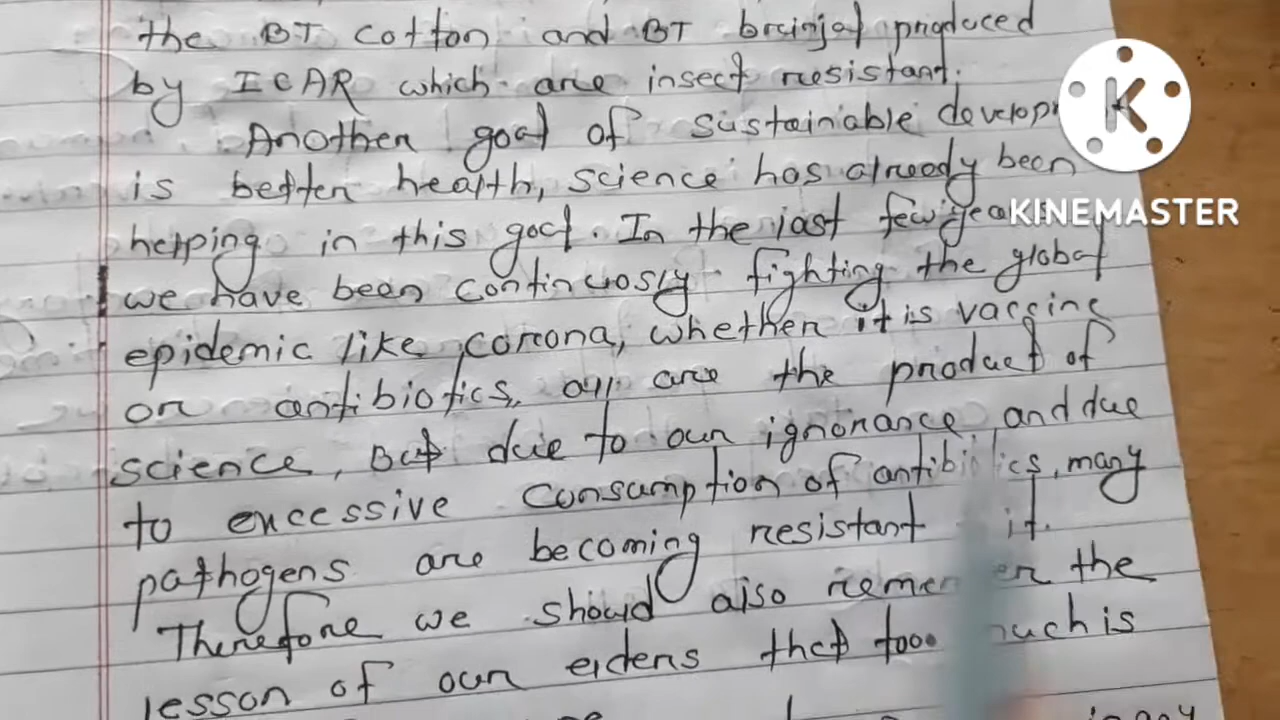 the BT cotton and BT brinjal produced
by ICAR which are insect resistant.
Another goal of sustainable develop
is better health, science has already been
helping in this goal. In the last few yea
we have been continuosly fighting the global
epidemic like corona, whether it is vaccine
or antibiotics, all are the product of
science, But due to our ignorance and due
to excessive consumption of antibiotics, many
pathogens are becoming resistant it.
Therefore we should also remem er the
lesson of our elders that tooo much is
KINEMASTER